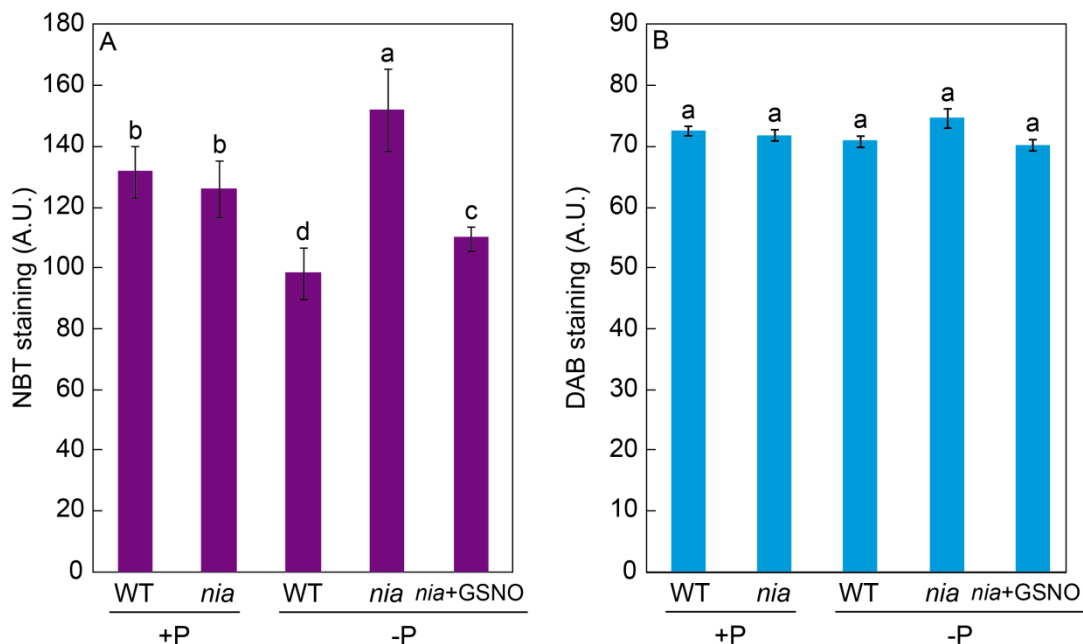 A
NBT staining (A.U.)
180
160
140
120
100
80
60
40
20
0
b
b
d
a
c
WT nia WT nia nia+GSNO
+P -P
B
DAB staining (A.U.)
90
80
70
60
50
40
30
20
10
0
a
a
a
a
a
WT nia WT nia nia+GSNO
+P -P